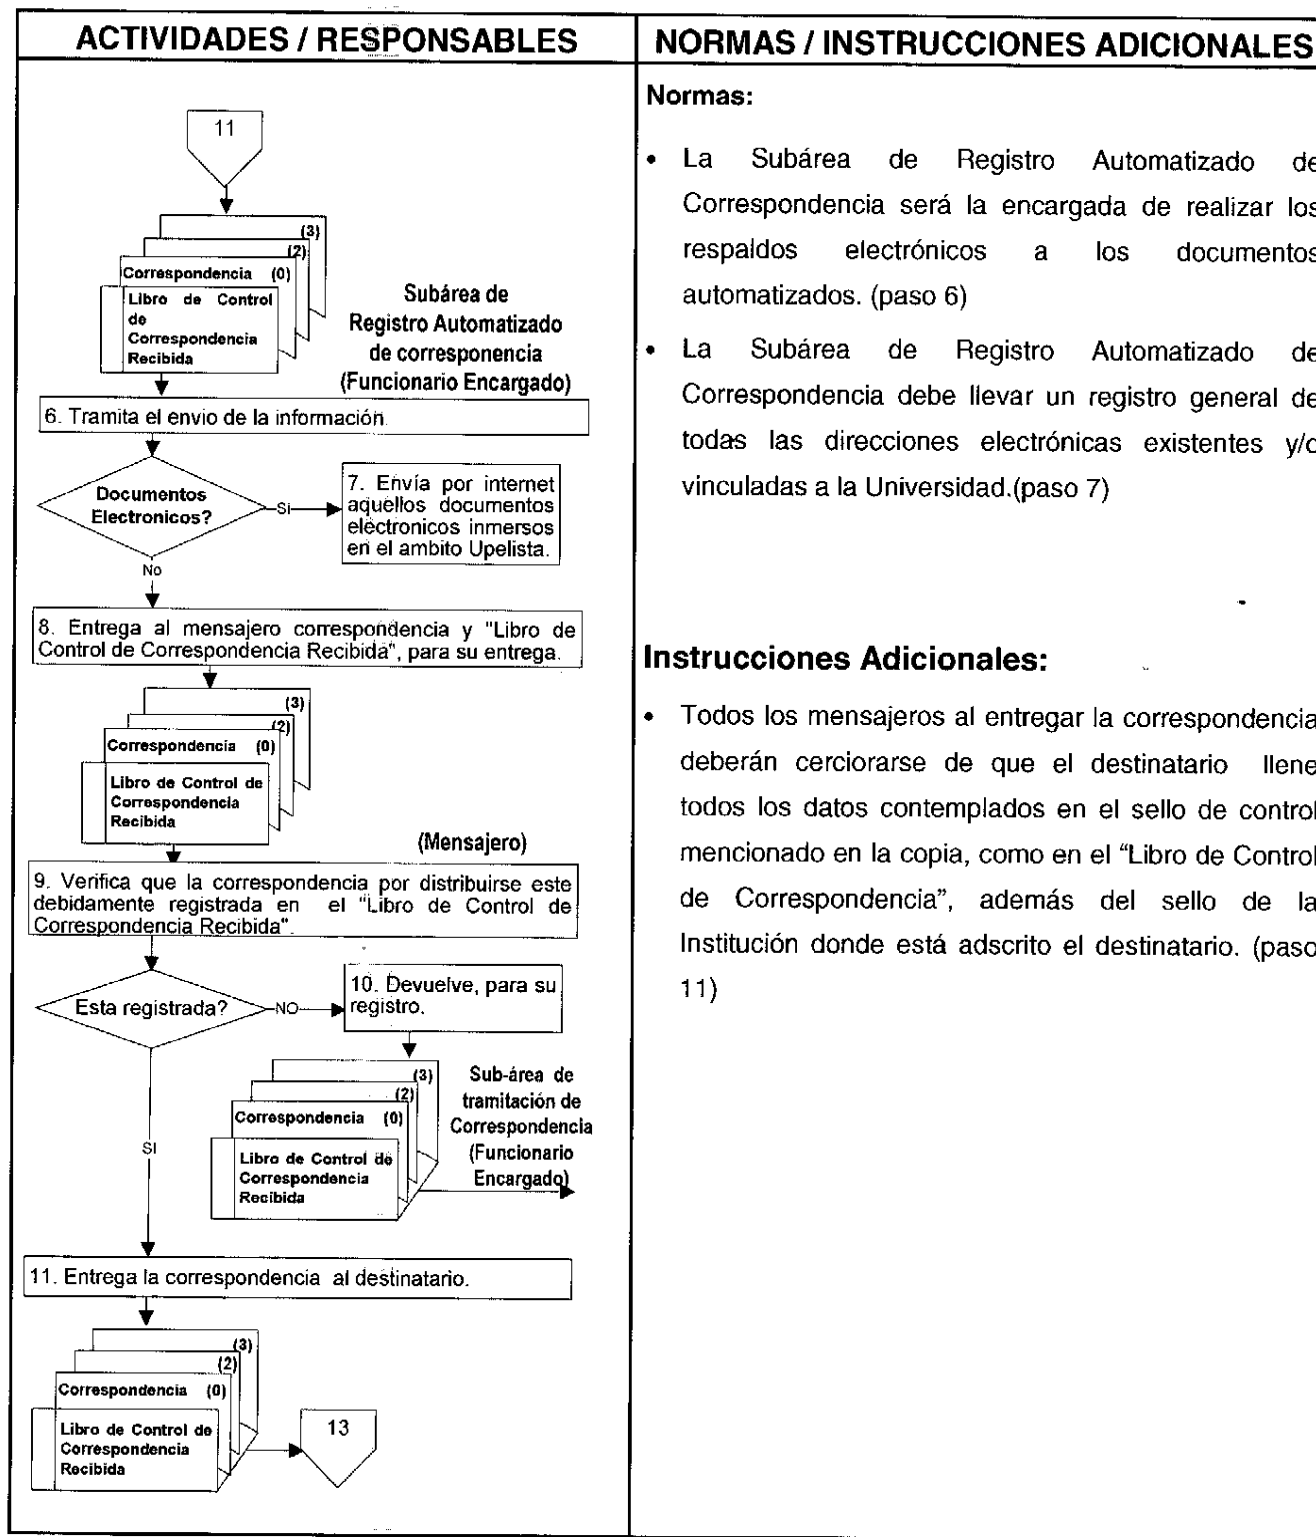 ACTIVIDADES / RESPONSABLES
11
(3)
(2)
Correspondencia (0)
Libro de Control
de
Correspondencia
Recibida
Subárea de
Registro Automatizado
de corresponencia
(Funcionario Encargado)
6. Tramita el envio de la información.
Documentos
Electronicos?
Si
7. Envía por internet
aquellos documentos
electronicos inmersos
en el ambito Upelista.
No
8. Entrega al mensajero correspondencia y "Libro de
Control de Correspondencia Recibida", para su entrega.
(3)
(2)
Correspondencia (0)
Libro de Control de
Correspondencia
Recibida
(Mensajero)
9. Verifica que la correspondencia por distribuirse este
debidamente registrada en el "Libro de Control de
Correspondencia Recibida".
Esta registrada?
NO
10. Devuelve, para su
registro.
(3)
(2)
Correspondencia (0)
Libro de Control de
Correspondencia
Recibida
Sub-área de
tramitación de
Correspondencia
(Funcionario
Encargado)
SI
11. Entrega la correspondencia al destinatario.
(3)
(2)
Correspondencia (0)
Libro de Control de
Correspondencia
Recibida
13
NORMAS / INSTRUCCIONES ADICIONALES
Normas:
• La Subárea de Registro Automatizado de
Correspondencia será la encargada de realizar los
respaldos electrónicos a los documentos
automatizados. (paso 6)
• La Subárea de Registro Automatizado de
Correspondencia debe llevar un registro general de
todas las direcciones electrónicas existentes y/o
vinculadas a la Universidad.(paso 7)
Instrucciones Adicionales:
• Todos los mensajeros al entregar la correspondencia
deberán cerciorarse de que el destinatario llene
todos los datos contemplados en el sello de control
mencionado en la copia, como en el “Libro de Control
de Correspondencia”, además del sello de la
Institución donde está adscrito el destinatario. (paso
11)